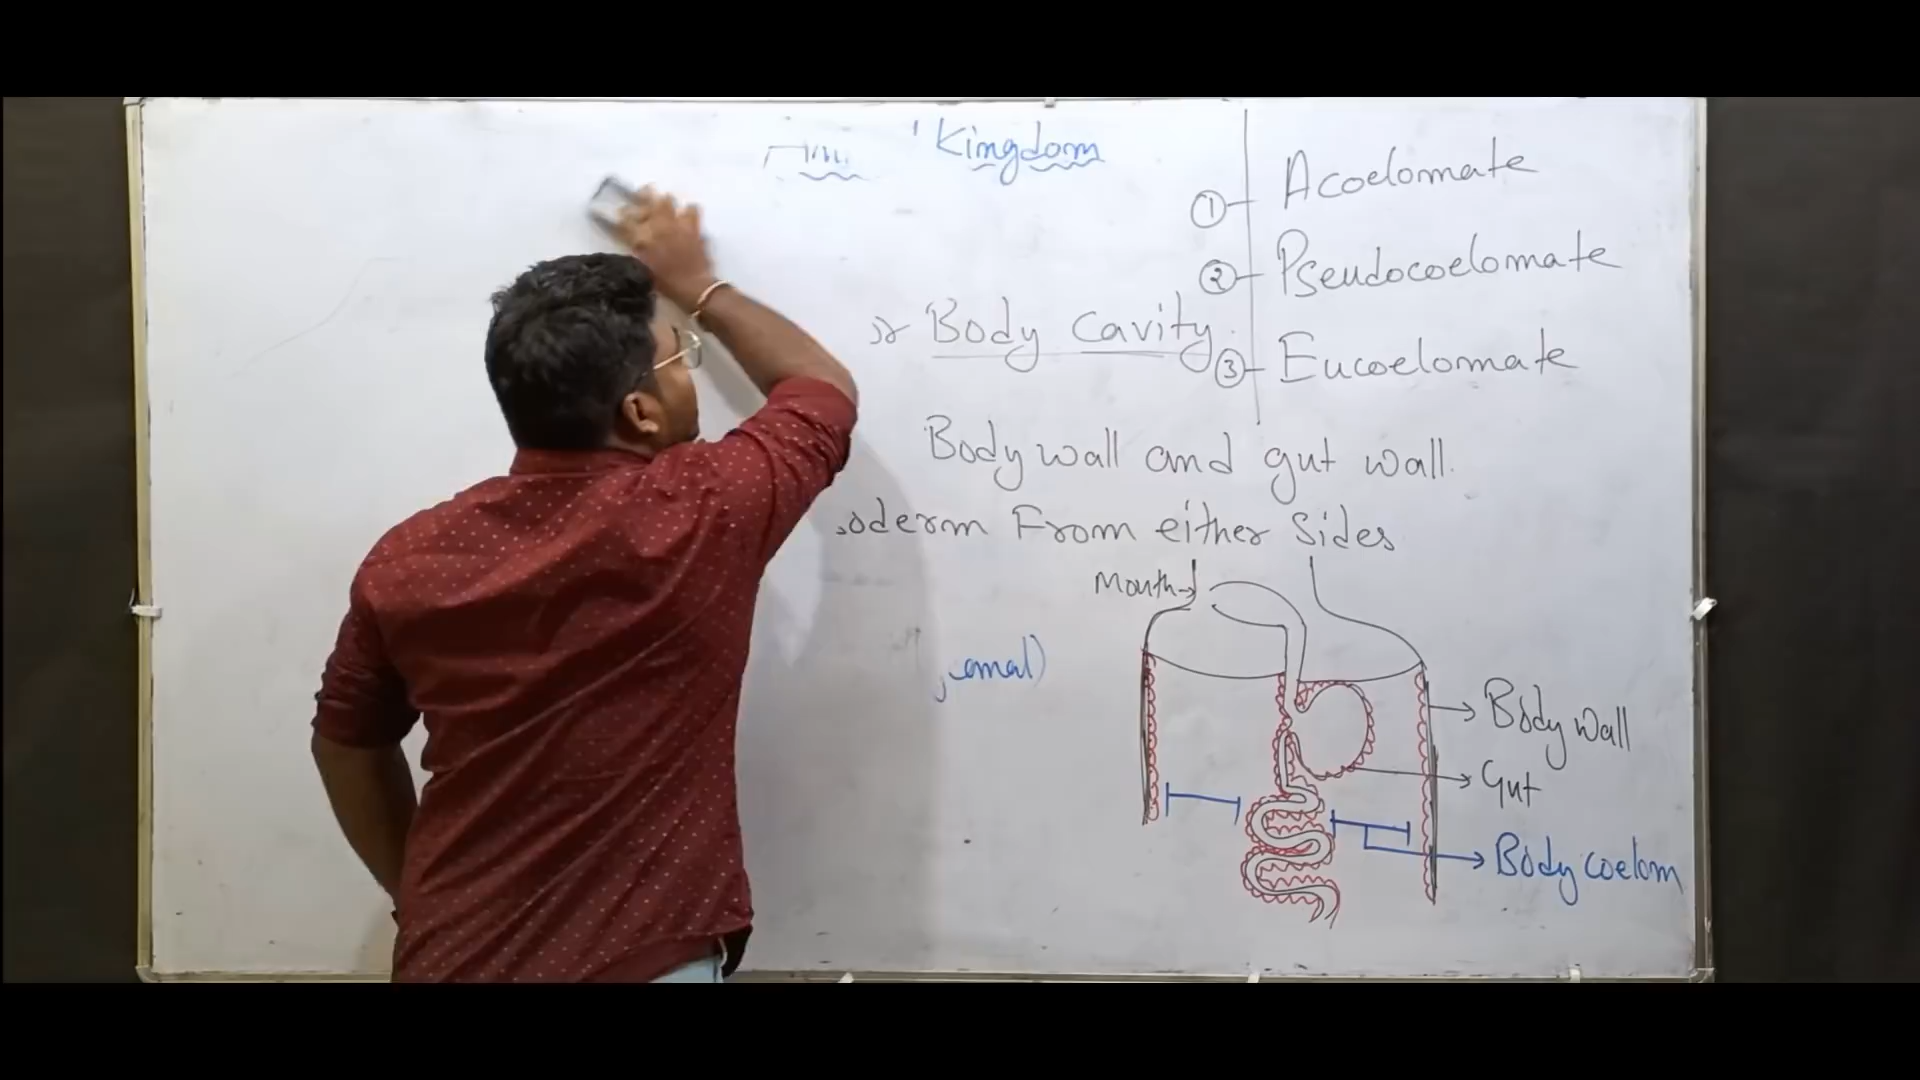 Kingdom
① Acoelomate
② Pseudocoelomate
Body Cavity
③ Eucoelomate
Body wall and gut wall.
oderm From either Sides
Mouth
Body wall
Gut
Body coelom